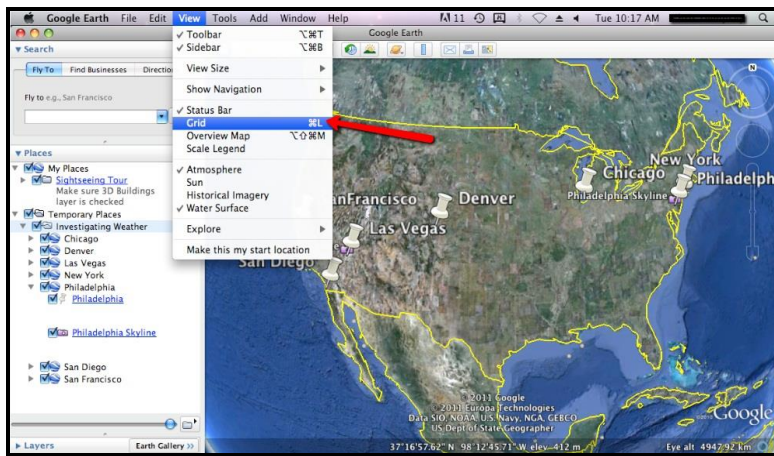 Google Earth File Edit View Tools Add Window Help
11
Tue 10:17 AM
Google Earth
Search
Fly To Find Businesses Directio
Fly to e.g., San Francisco
Places
My Places
Sightseeing Tour
Make sure 3D Buildings
layer is checked
Temporary Places
Investigating Weather
Chicago
Denver
Las Vegas
New York
Philadelphia
Philadelphia
Philadelphia Skyline
San Diego
San Francisco
Layers
Earth Gallery >>
✓ Toolbar ⌥⌘T
✓ Sidebar ⌥⌘B
View Size
Show Navigation
✓ Status Bar
Grid ⌘L
Overview Map ⌥⇧⌘M
Scale Legend
✓ Atmosphere
Sun
Historical Imagery
✓ Water Surface
Explore
Make this my start location
N
New York
Chicago
Philadelph
Philadelphia Skyline
anFrancisco
Denver
Las Vegas
San Diego
2011 Google
2011 Europa Technologies
Data SIO, NOAA, U.S. Navy, NGA, GEBCO
US Dept of State Geographer
©2010 Google
37°16'57.62" N 98°12'45.71" W elev 412 m
Eye alt 4947.92 km